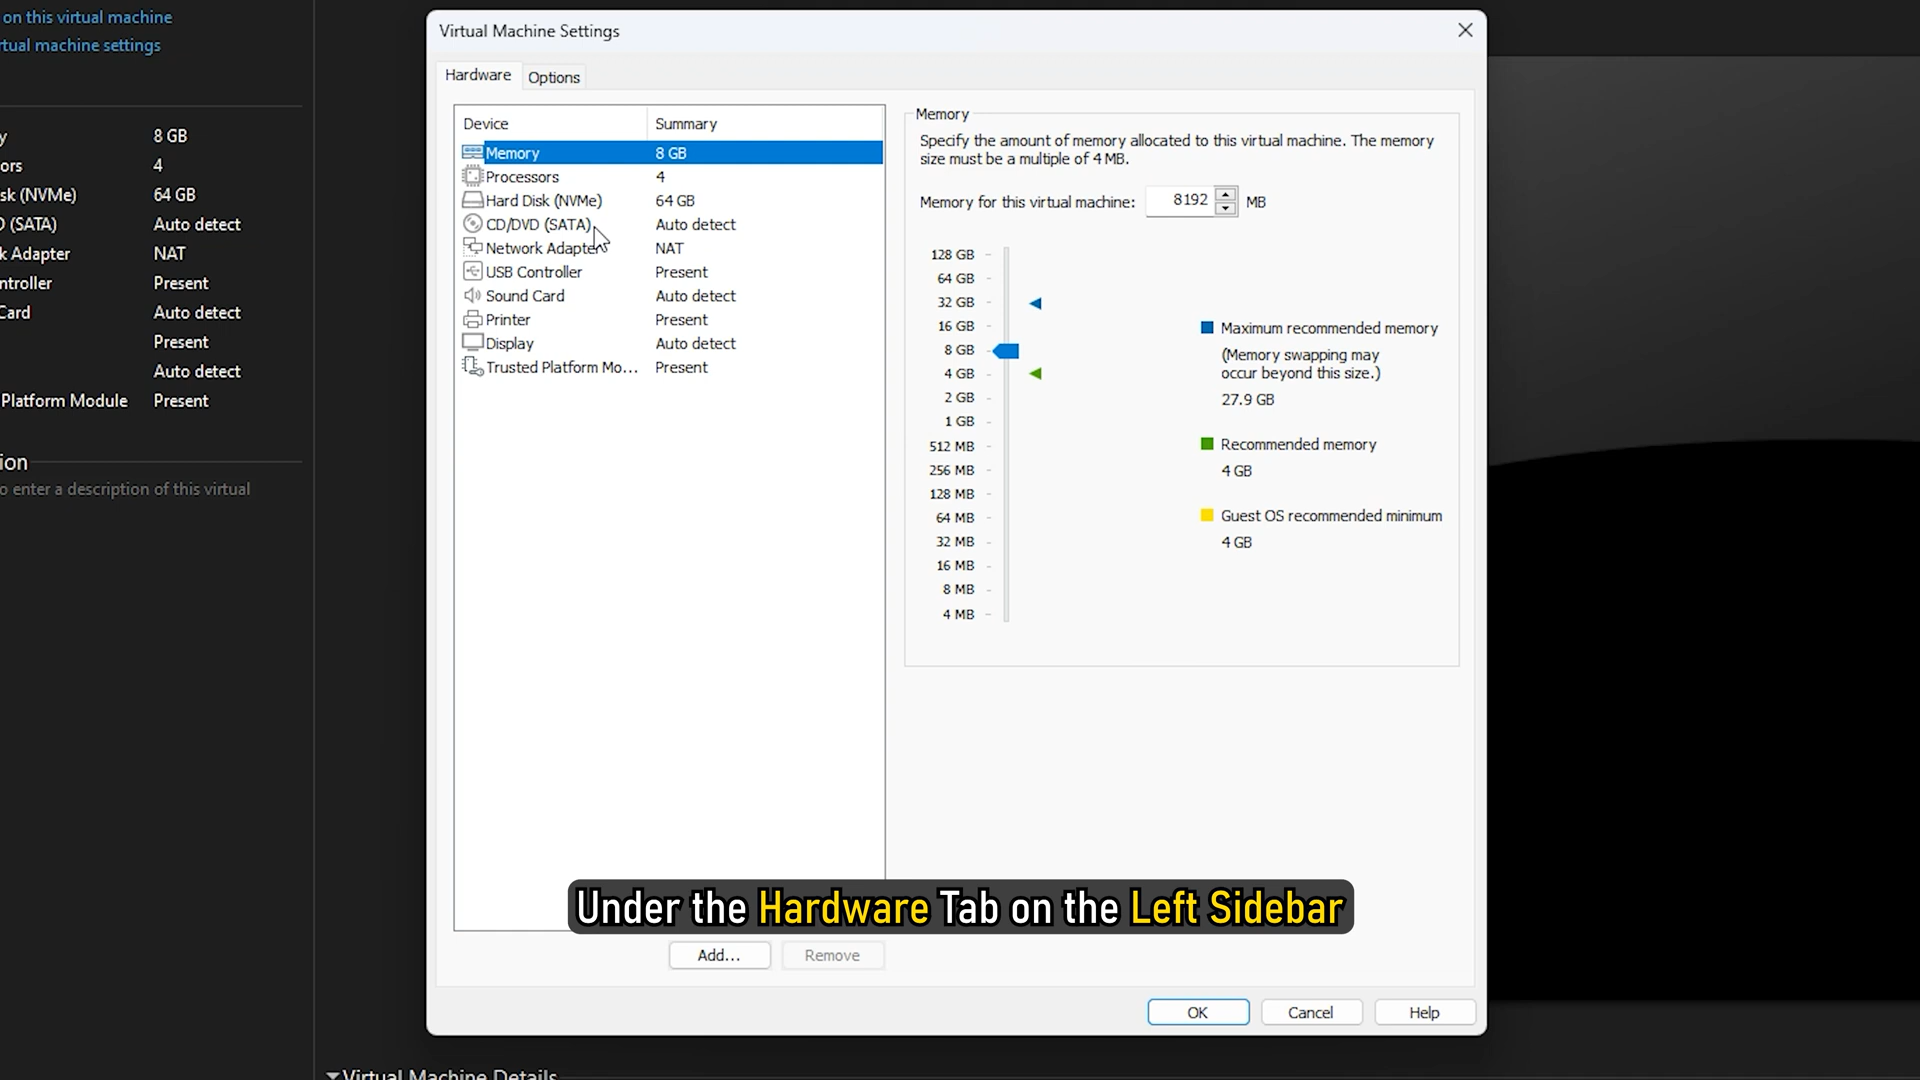 on this virtual machine
rtual machine settings
y 8 GB
ors 4
sk (NVMe) 64 GB
D (SATA) Auto detect
k Adapter NAT
ntroller Present
Card Auto detect
Present
Auto detect
Platform Module Present
ion
o enter a description of this virtual
Virtual Machine Settings
Hardware Options
Device Summary
Memory 8 GB
Processors 4
Hard Disk (NVMe) 64 GB
CD/DVD (SATA) Auto detect
Network Adapter NAT
USB Controller Present
Sound Card Auto detect
Printer Present
Display Auto detect
Trusted Platform Mo... Present
Add... Remove
Memory
Specify the amount of memory allocated to this virtual machine. The memory
size must be a multiple of 4 MB.
Memory for this virtual machine: 8192 MB
128 GB
64 GB
32 GB
16 GB
8 GB
4 GB
2 GB
1 GB
512 MB
256 MB
128 MB
64 MB
32 MB
16 MB
8 MB
4 MB
Maximum recommended memory
(Memory swapping may
occur beyond this size.)
27.9 GB
Recommended memory
4 GB
Guest OS recommended minimum
4 GB
Under the Hardware Tab on the Left Sidebar
OK Cancel Help
Virtual Machine Details